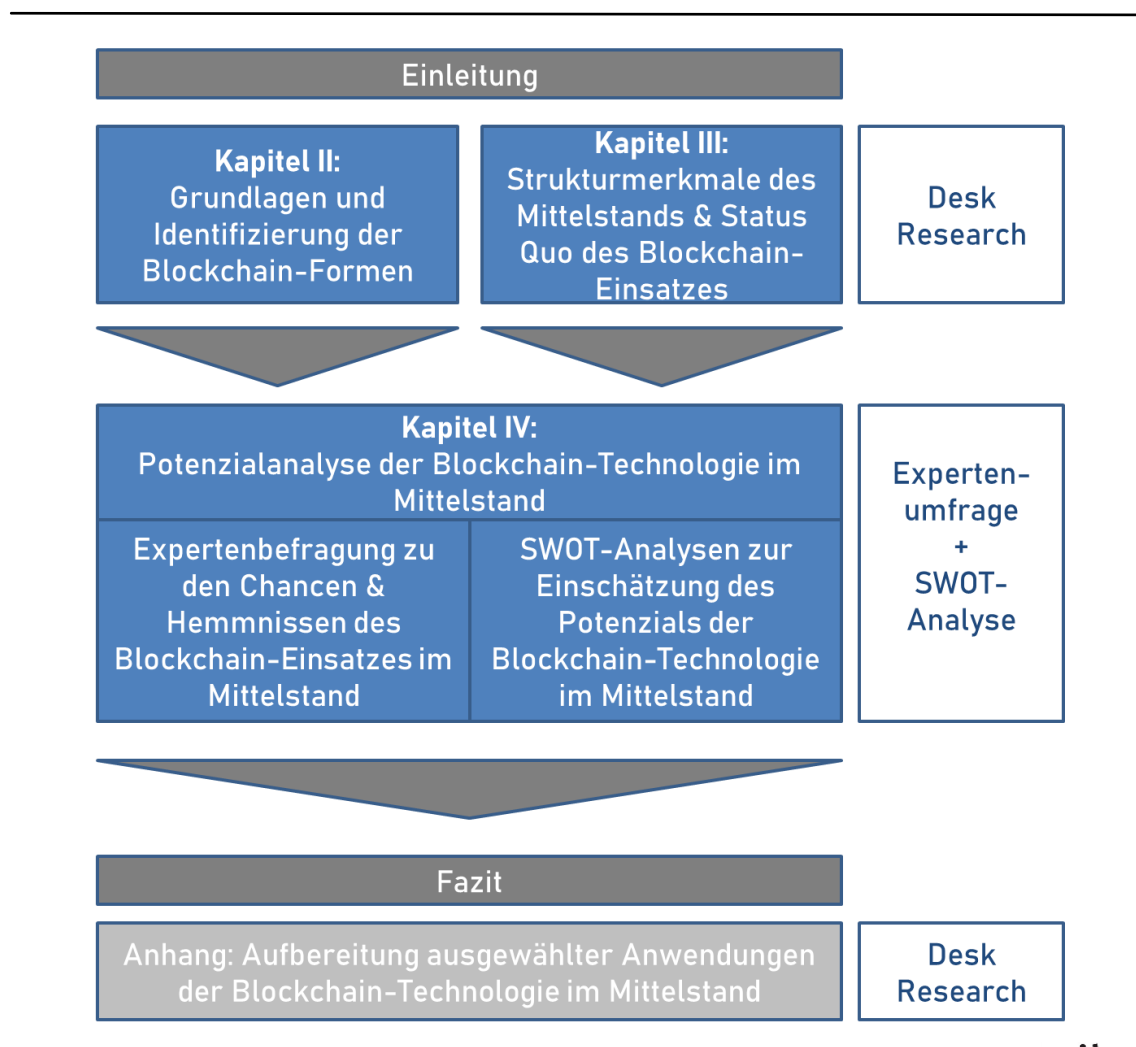 Einleitung
Kapitel II:
Grundlagen und
Identifizierung der
Blockchain-Formen
Kapitel III:
Strukturmerkmale des
Mittelstands & Status
Quo des Blockchain-
Einsatzes
Desk
Research
Kapitel IV:
Potenzialanalyse der Blockchain-Technologie im
Mittelstand
Expertenbefragung zu
den Chancen &
Hemmnissen des
Blockchain-Einsatzes im
Mittelstand
SWOT-Analysen zur
Einschätzung des
Potenzials der
Blockchain-Technologie
im Mittelstand
Experten-
umfrage
+
SWOT-
Analyse
Fazit
Anhang: Aufbereitung ausgewählter Anwendungen
der Blockchain-Technologie im Mittelstand
Desk
Research